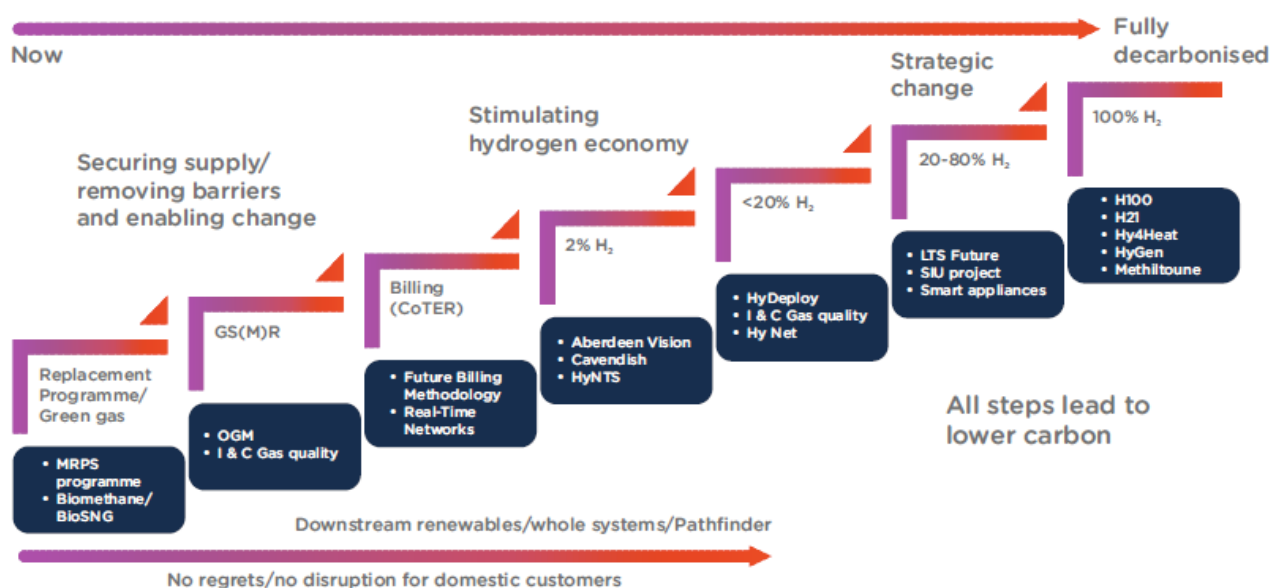 Now
Fully
decarbonised
Strategic
change
Stimulating
hydrogen economy
Securing supply/
removing barriers
and enabling change
Replacement
Programme/
Green gas
• MRPS
programme
• Biomethane/
BioSNG
GS(M)R
• OGM
• I & C Gas quality
Billing
(CoTER)
• Future Billing
Methodology
• Real-Time
Networks
2% H₂
• Aberdeen Vision
• Cavendish
• HyNTS
<20% H₂
• HyDeploy
• I & C Gas quality
• Hy Net
20-80% H₂
• LTS Future
• SIU project
• Smart appliances
100% H₂
• H100
• H21
• Hy4Heat
• HyGen
• Methiltoune
All steps lead to
lower carbon
Downstream renewables/whole systems/Pathfinder
No regrets/no disruption for domestic customers